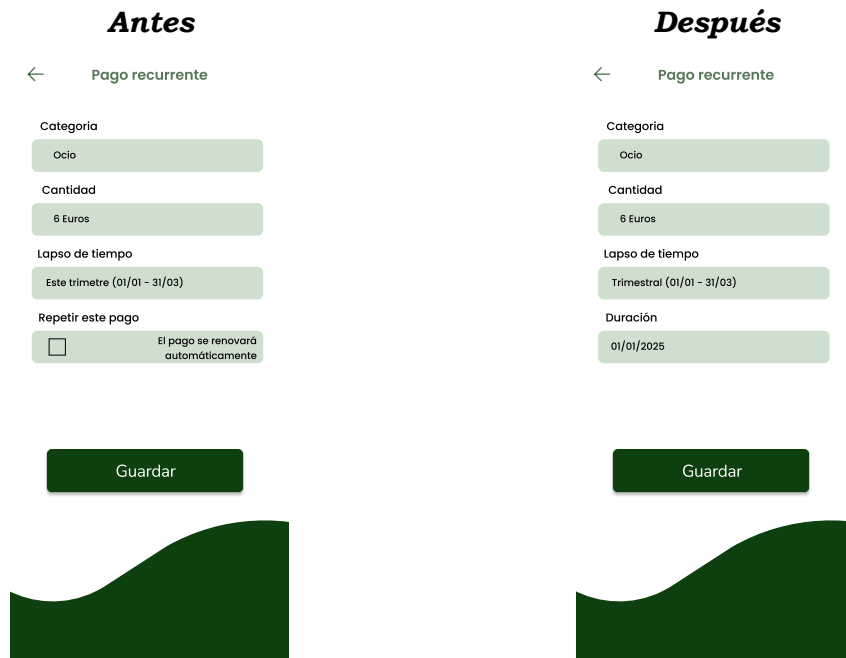 Antes
Pago recurrente
Categoria
Ocio
Cantidad
6 Euros
Lapso de tiempo
Este trimetre (01/01 - 31/03)
Repetir este pago
El pago se renovará
automáticamente
Guardar
Después
Pago recurrente
Categoria
Ocio
Cantidad
6 Euros
Lapso de tiempo
Trimestral (01/01 - 31/03)
Duración
01/01/2025
Guardar